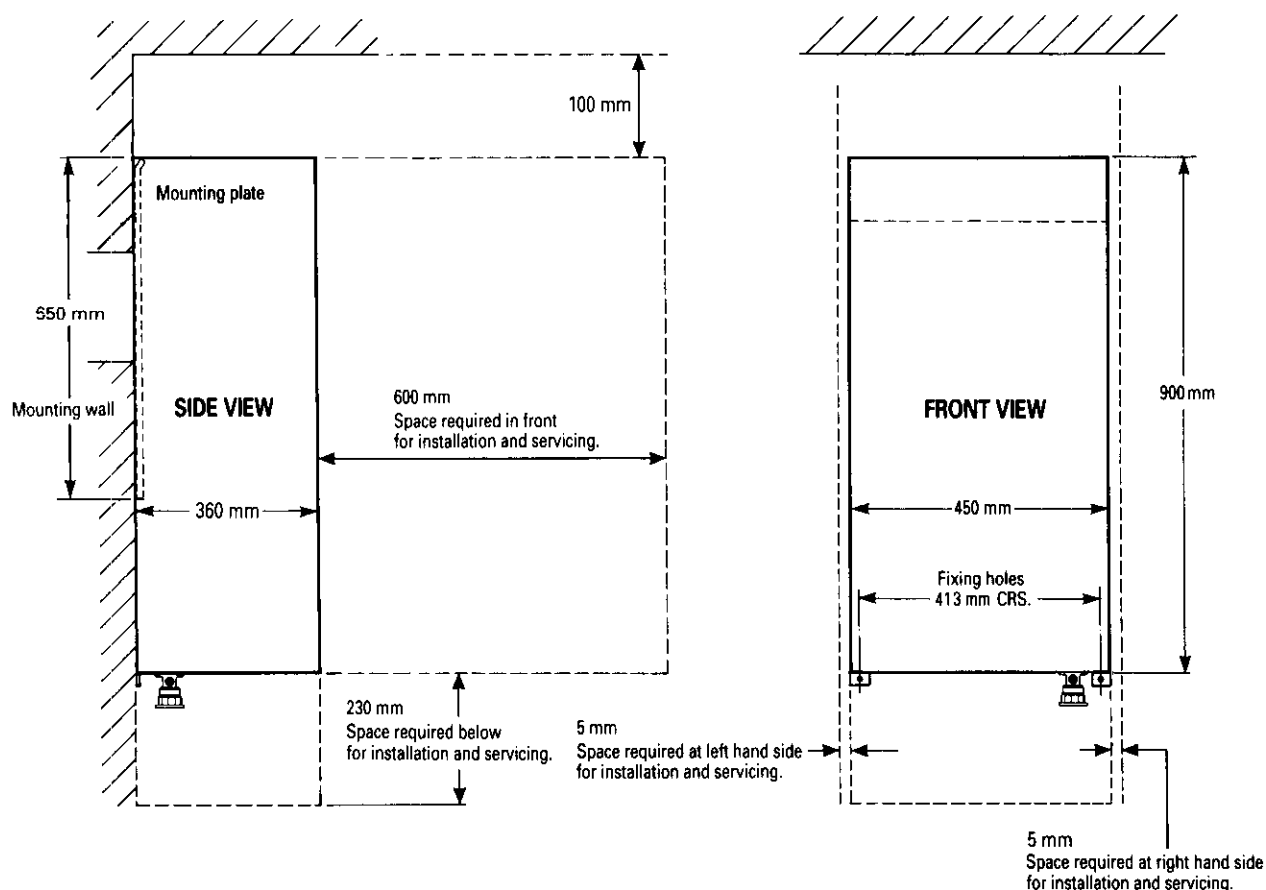 100 mm
Mounting plate
650 mm
Mounting wall
SIDE VIEW
600 mm
Space required in front
for installation and servicing.
360 mm
230 mm
Space required below
for installation and servicing.
FRONT VIEW
900 mm
450 mm
Fixing holes
413 mm CRS.
5 mm
Space required at left hand side
for installation and servicing.
5 mm
Space required at right hand side
for installation and servicing.